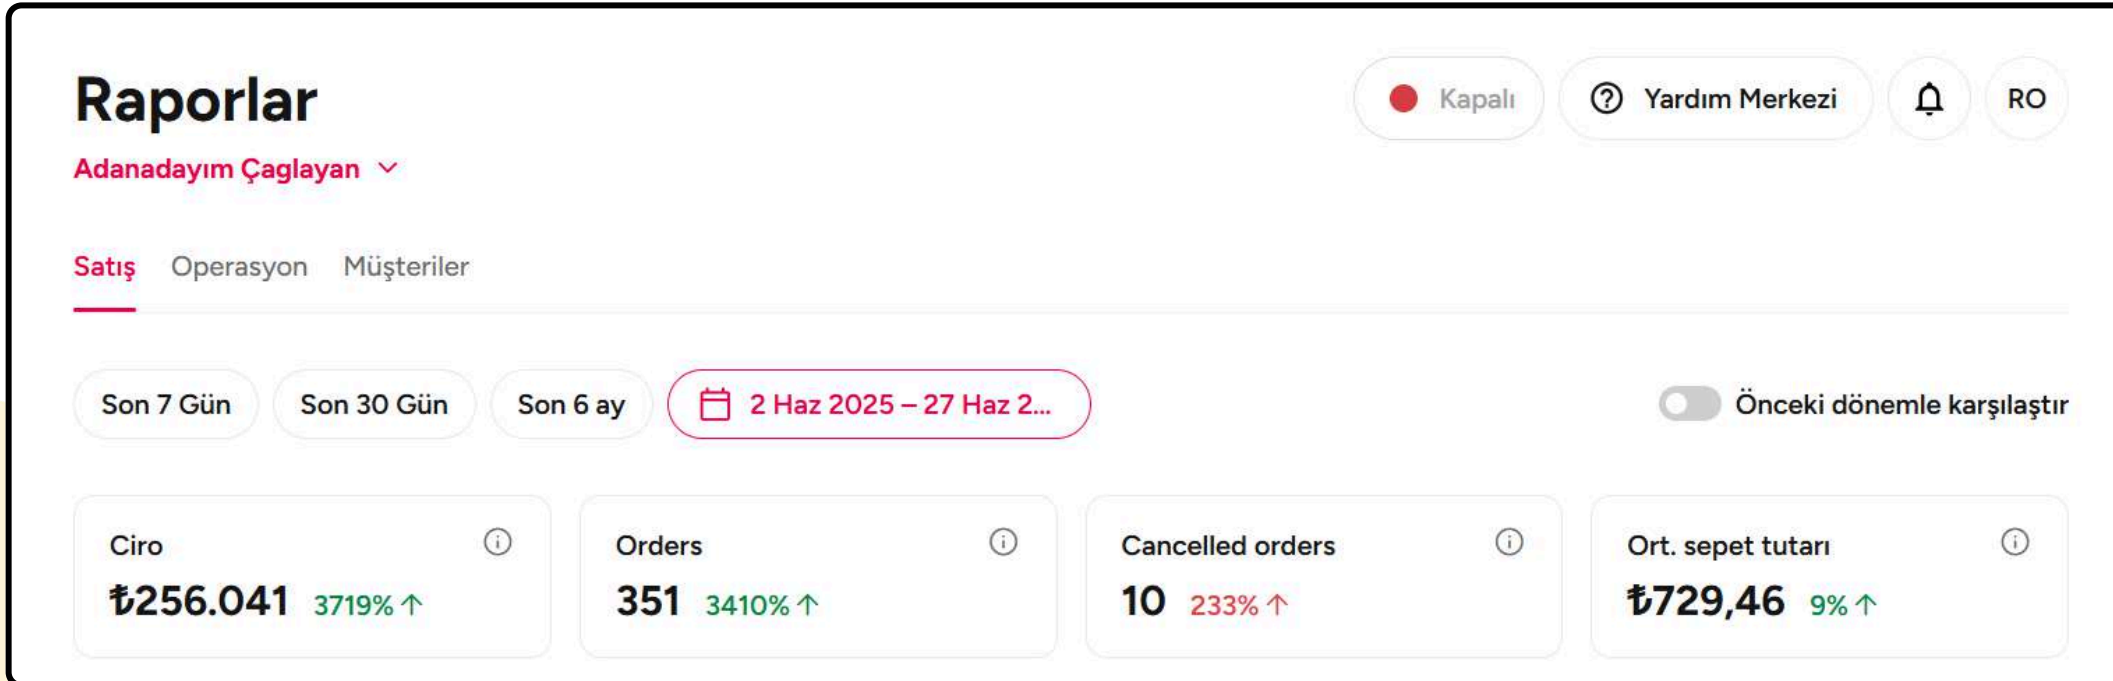 Raporlar
Kapalı
Yardım Merkezi
RO
Adanadayım Çaglayan
Satış Operasyon Müşteriler
Son 7 Gün Son 30 Gün Son 6 ay 2 Haz 2025 – 27 Haz 2... Önceki dönemle karşılaştır
Ciro
₺256.041 3719% ↑
Orders
351 3410% ↑
Cancelled orders
10 233% ↑
Ort. sepet tutarı
₺729,46 9% ↑